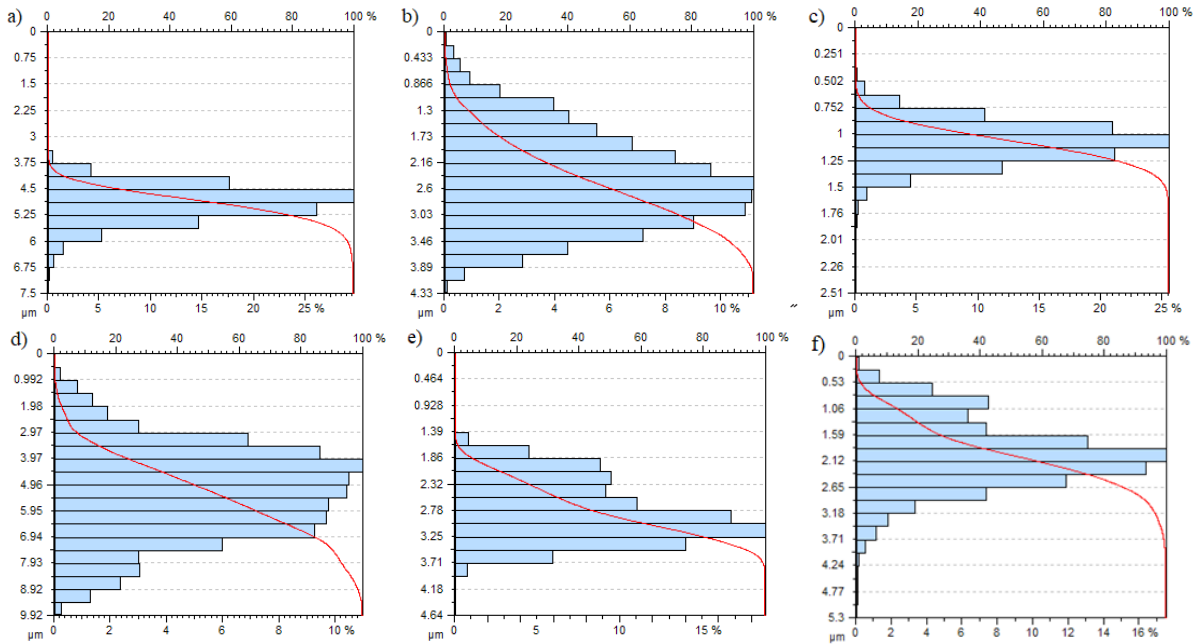 a)
0 20 40 60 80 100 %
0
0.75
1.5
2.25
3
3.75
4.5
5.25
6
6.75
7.5
µm
0 5 10 15 20 25 %
b)
0 20 40 60 80 100 %
0
0.433
0.866
1.3
1.73
2.16
2.6
3.03
3.46
3.89
4.33
µm
0 2 4 6 8 10 %
〃
c)
0 20 40 60 80 100 %
0
0.251
0.502
0.752
1
1.25
1.5
1.76
2.01
2.26
2.51
µm
0 5 10 15 20 25 %
d)
0 20 40 60 80 100 %
0
0.992
1.98
2.97
3.97
4.96
5.95
6.94
7.93
8.92
9.92
µm
0 2 4 6 8 10 %
e)
0 20 40 60 80 100 %
0
0.464
0.928
1.39
1.86
2.32
2.78
3.25
3.71
4.18
4.64
µm
0 5 10 15 %
f)
0 20 40 60 80 100 %
0
0.53
1.06
1.59
2.12
2.65
3.18
3.71
4.24
4.77
5.3
µm
0 2 4 6 8 10 12 14 16 %